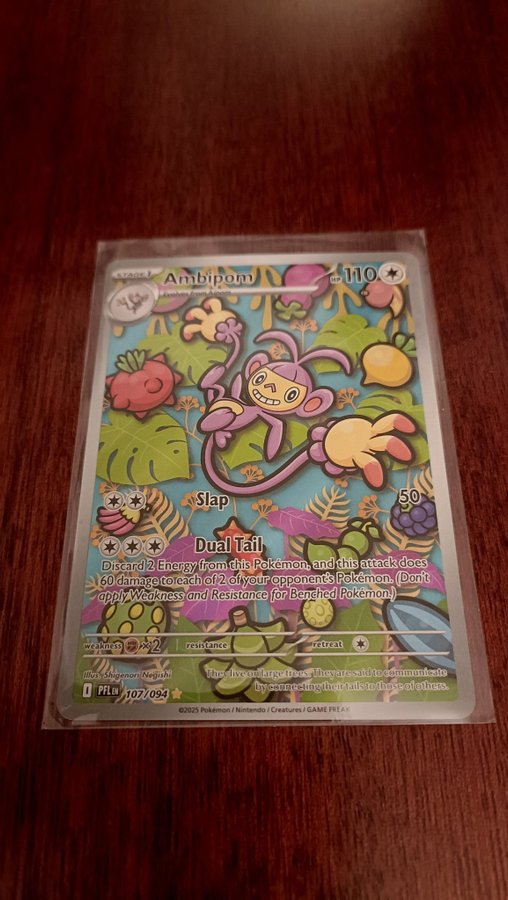 STAGE 1 Ambipom HP 110
Evolves from Aipom
Slap 50
Dual Tail
Discard 2 Energy from this Pokémon, and this attack does
60 damage to each of 2 of your opponent's Pokémon. (Don't
apply Weakness and Resistance for Benched Pokémon.)
weakness ×2 resistance retreat
Illus. Shigenori Negishi
They live on large trees. They are said to communicate
by connecting their tails to those of others.
I PFL EN 107/094
©2025 Pokémon / Nintendo / Creatures / GAME FREAK